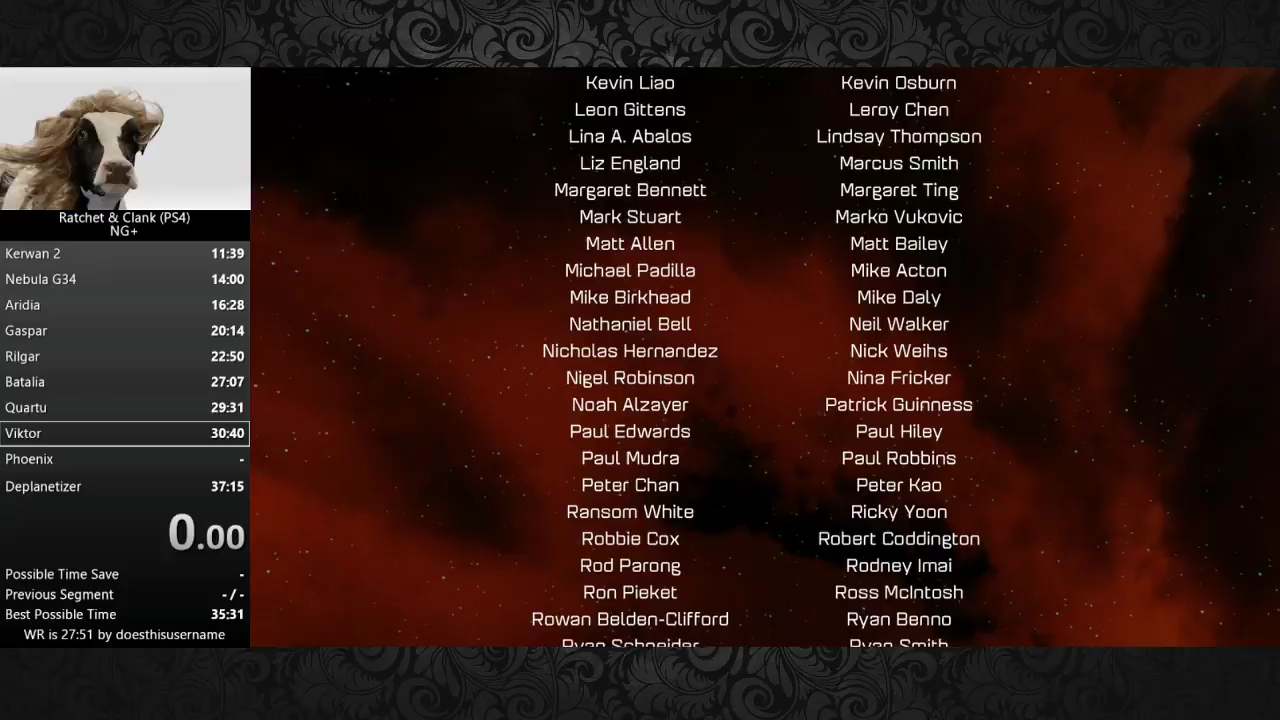 Ratchet & Clank (PS4)
NG+
Kerwan 2 11:39
Nebula G34 14:00
Aridia 16:28
Gaspar 20:14
Rilgar 22:50
Batalia 27:07
Quartu 29:31
Viktor 30:40
Phoenix -
Deplanetizer 37:15
0.00
Possible Time Save -
Previous Segment - / -
Best Possible Time 35:31
WR is 27:51 by doesthisusername
Kevin Liao Kevin Osburn
Leon Gittens Leroy Chen
Lina A. Abalos Lindsay Thompson
Liz England Marcus Smith
Margaret Bennett Margaret Ting
Mark Stuart Marko Vukovic
Matt Allen Matt Bailey
Michael Padilla Mike Acton
Mike Birkhead Mike Daly
Nathaniel Bell Neil Walker
Nicholas Hernandez Nick Weihs
Nigel Robinson Nina Fricker
Noah Alzayer Patrick Guinness
Paul Edwards Paul Hiley
Paul Mudra Paul Robbins
Peter Chan Peter Kao
Ransom White Ricky Yoon
Robbie Cox Robert Coddington
Rod Parong Rodney Imai
Ron Pieket Ross McIntosh
Rowan Belden-Clifford Ryan Benno
Ryan Schneider Ryan Smith